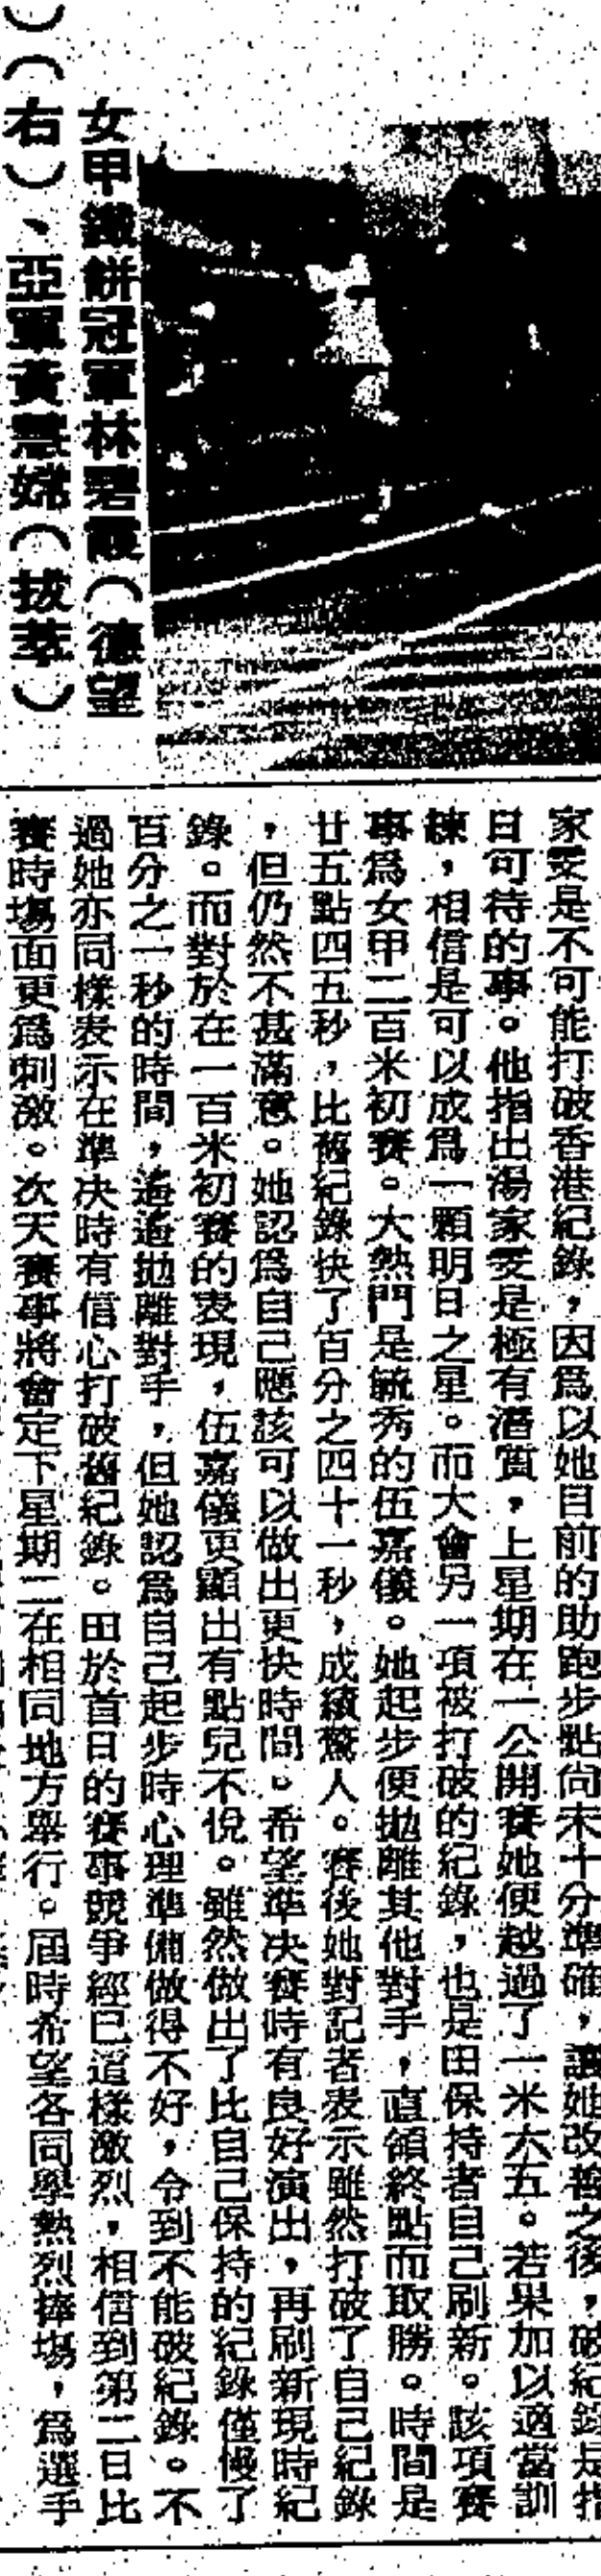 女甲鐵餅冠軍林碧霞（德望
）（右）、亞軍黃慧娣（拔萃）
家雯是不可能打破香港紀錄，因為以她目前的助跑步點尚未十分準確，讓她改善之後，破紀錄是指
日可待的事。他指出湯家雯是極有潛質，上星期在一公開賽她便越過了一米六五。若果加以適當訓
練，相信是可以成為一顆明日之星。而大會另一項被打破的紀錄，也是田保持者自己刷新。該項賽
事為女甲二百米初賽。大熱門是毓秀的伍嘉儀。她起步便拋離其他對手，直領終點而取勝。時間是
廿五點四五秒，比舊紀錄快了百分之四十一秒，成績驚人。賽後她對記者表示雖然打破了自己紀錄
，但仍然不甚滿意。她認為自己應該可以做出更快時間。希望準決賽時有良好演出，再刷新現時紀
錄。而對於在一百米初賽的表現，伍嘉儀更顯出有點兒不悅。雖然做出了比自己保持的紀錄僅慢了
百分之一秒的時間，遙遙拋離對手，但她認為自己起步時心理準備做得不好，令到不能破紀錄。不
過她亦同樣表示在準決時有信心打破舊紀錄。田於首日的賽事競爭經已這樣激烈，相信到第二日比
賽時場面更為刺激。次天賽事將會定下星期二在相同地方舉行。屆時希望各同學熱烈捧場，為選手